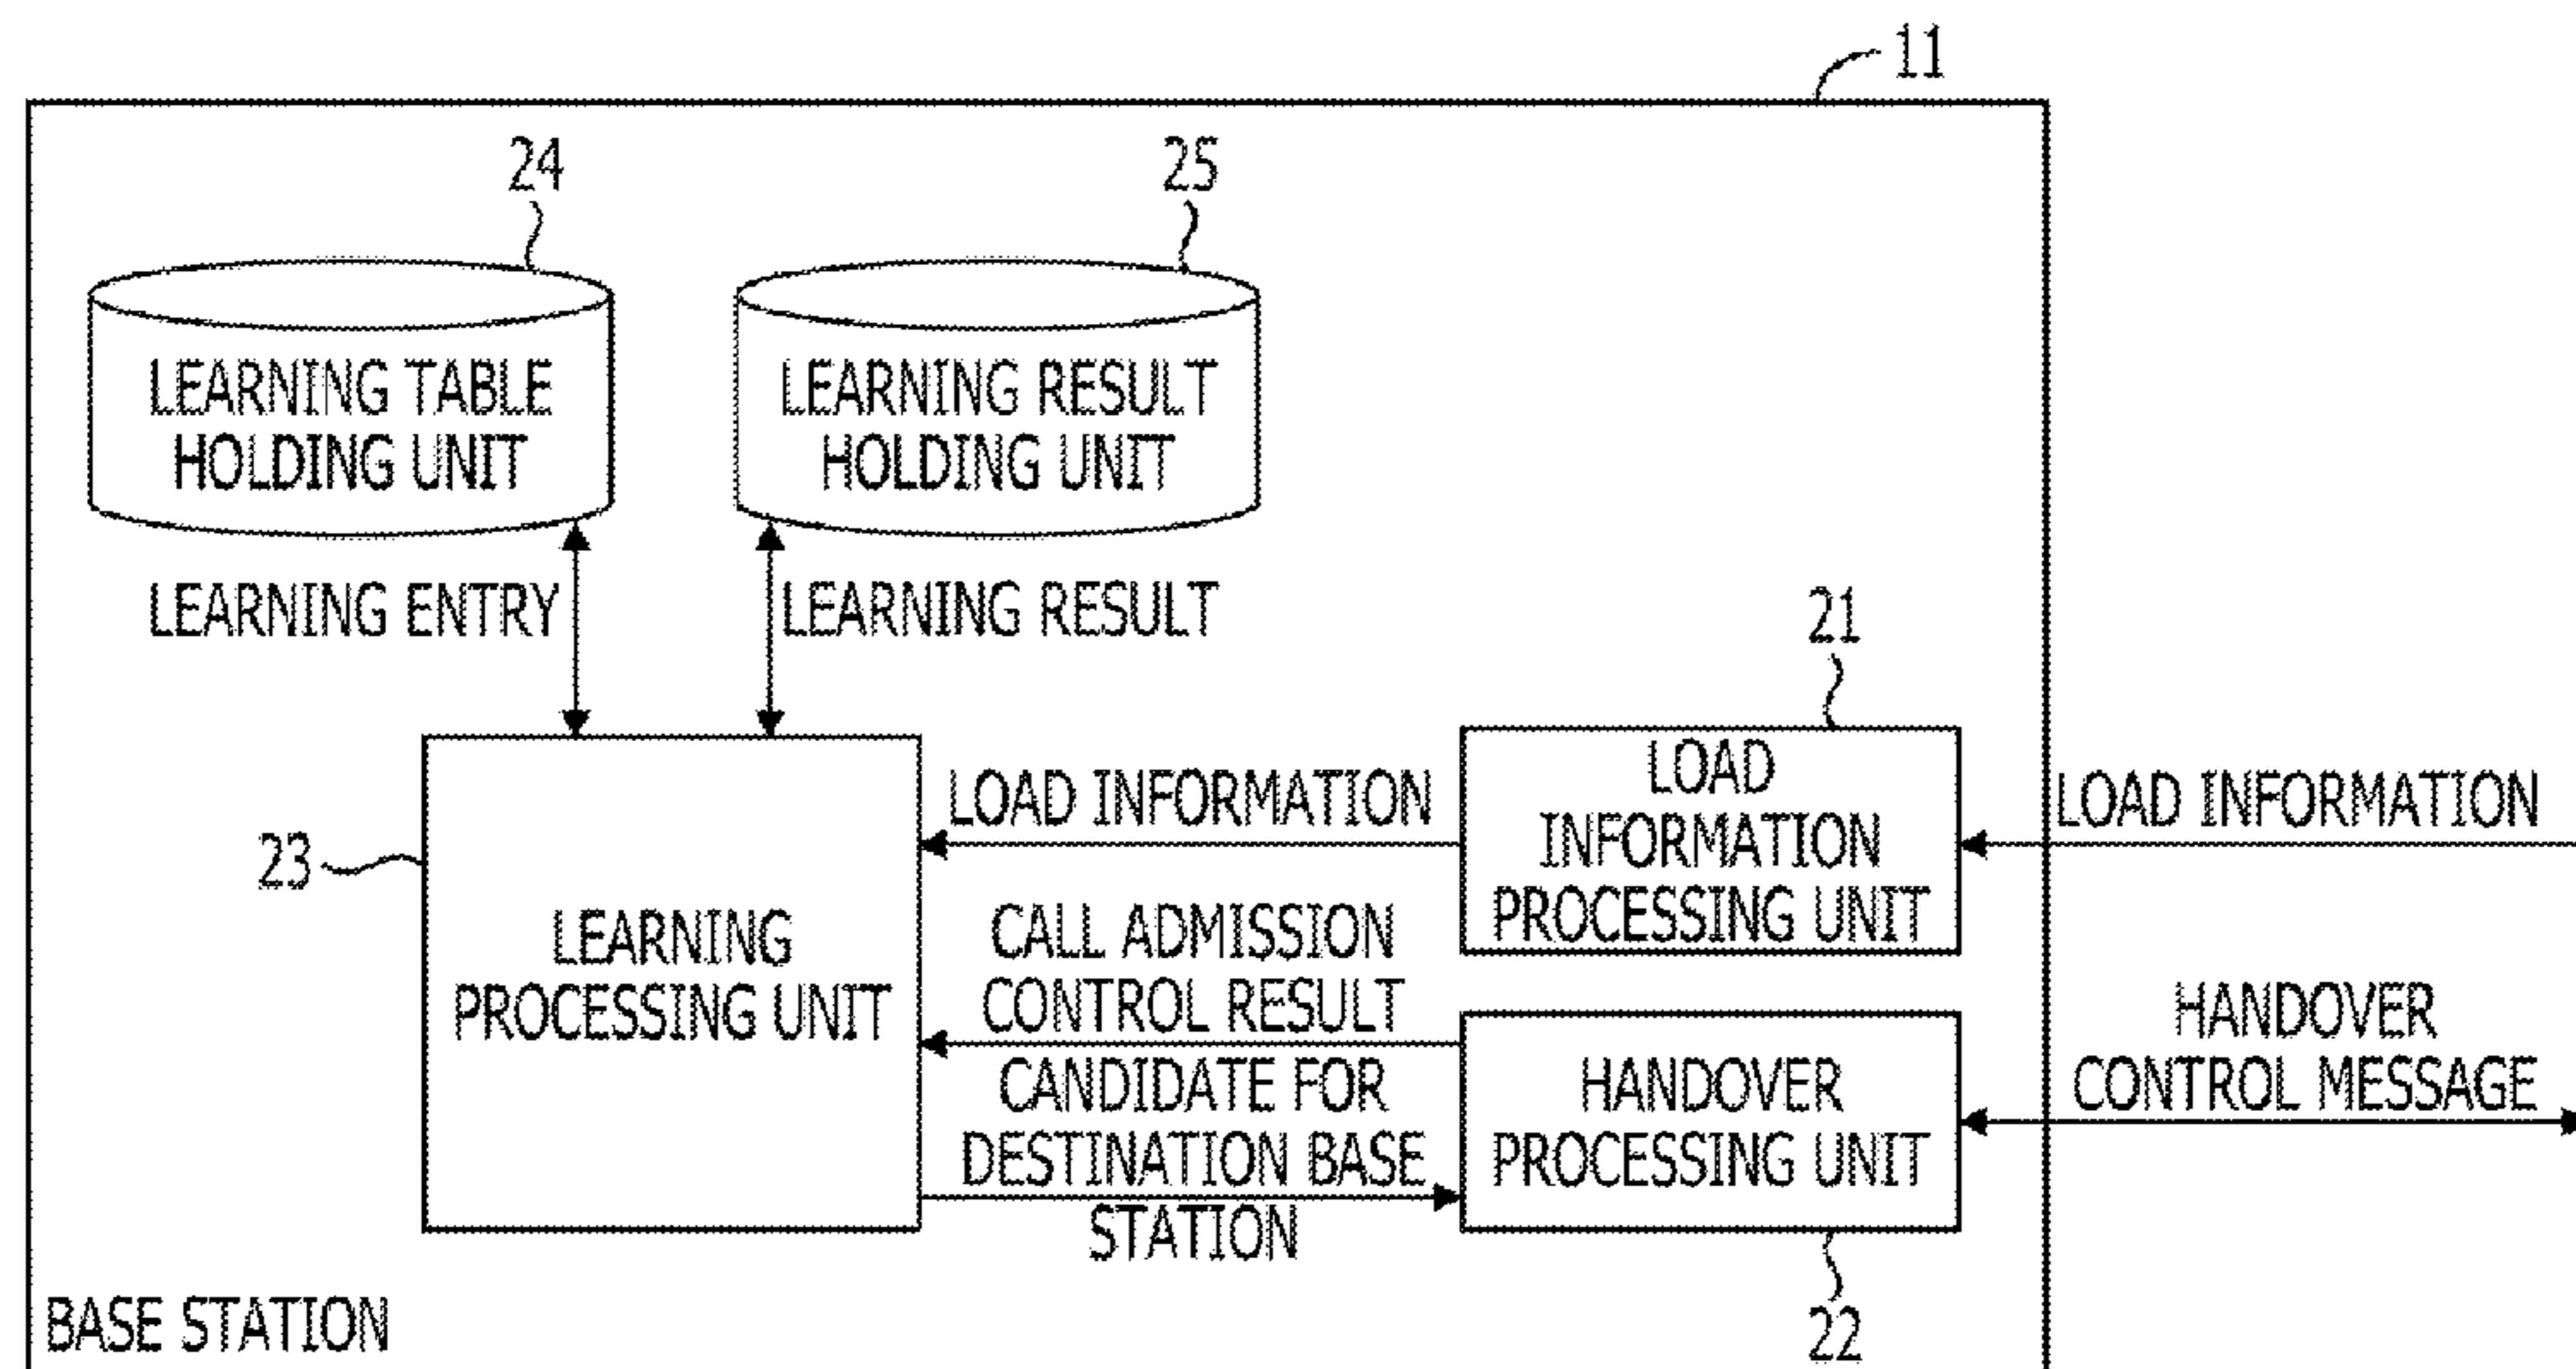 11
24
25
LEARNING TABLE
HOLDING UNIT
LEARNING RESULT
HOLDING UNIT
LEARNING ENTRY
LEARNING RESULT
21
LOAD
INFORMATION
PROCESSING UNIT
LOAD INFORMATION
LOAD INFORMATION
23
LEARNING
PROCESSING UNIT
CALL ADMISSION
CONTROL RESULT
CANDIDATE FOR
DESTINATION BASE
STATION
HANDOVER
PROCESSING UNIT
HANDOVER
CONTROL MESSAGE
22
BASE STATION